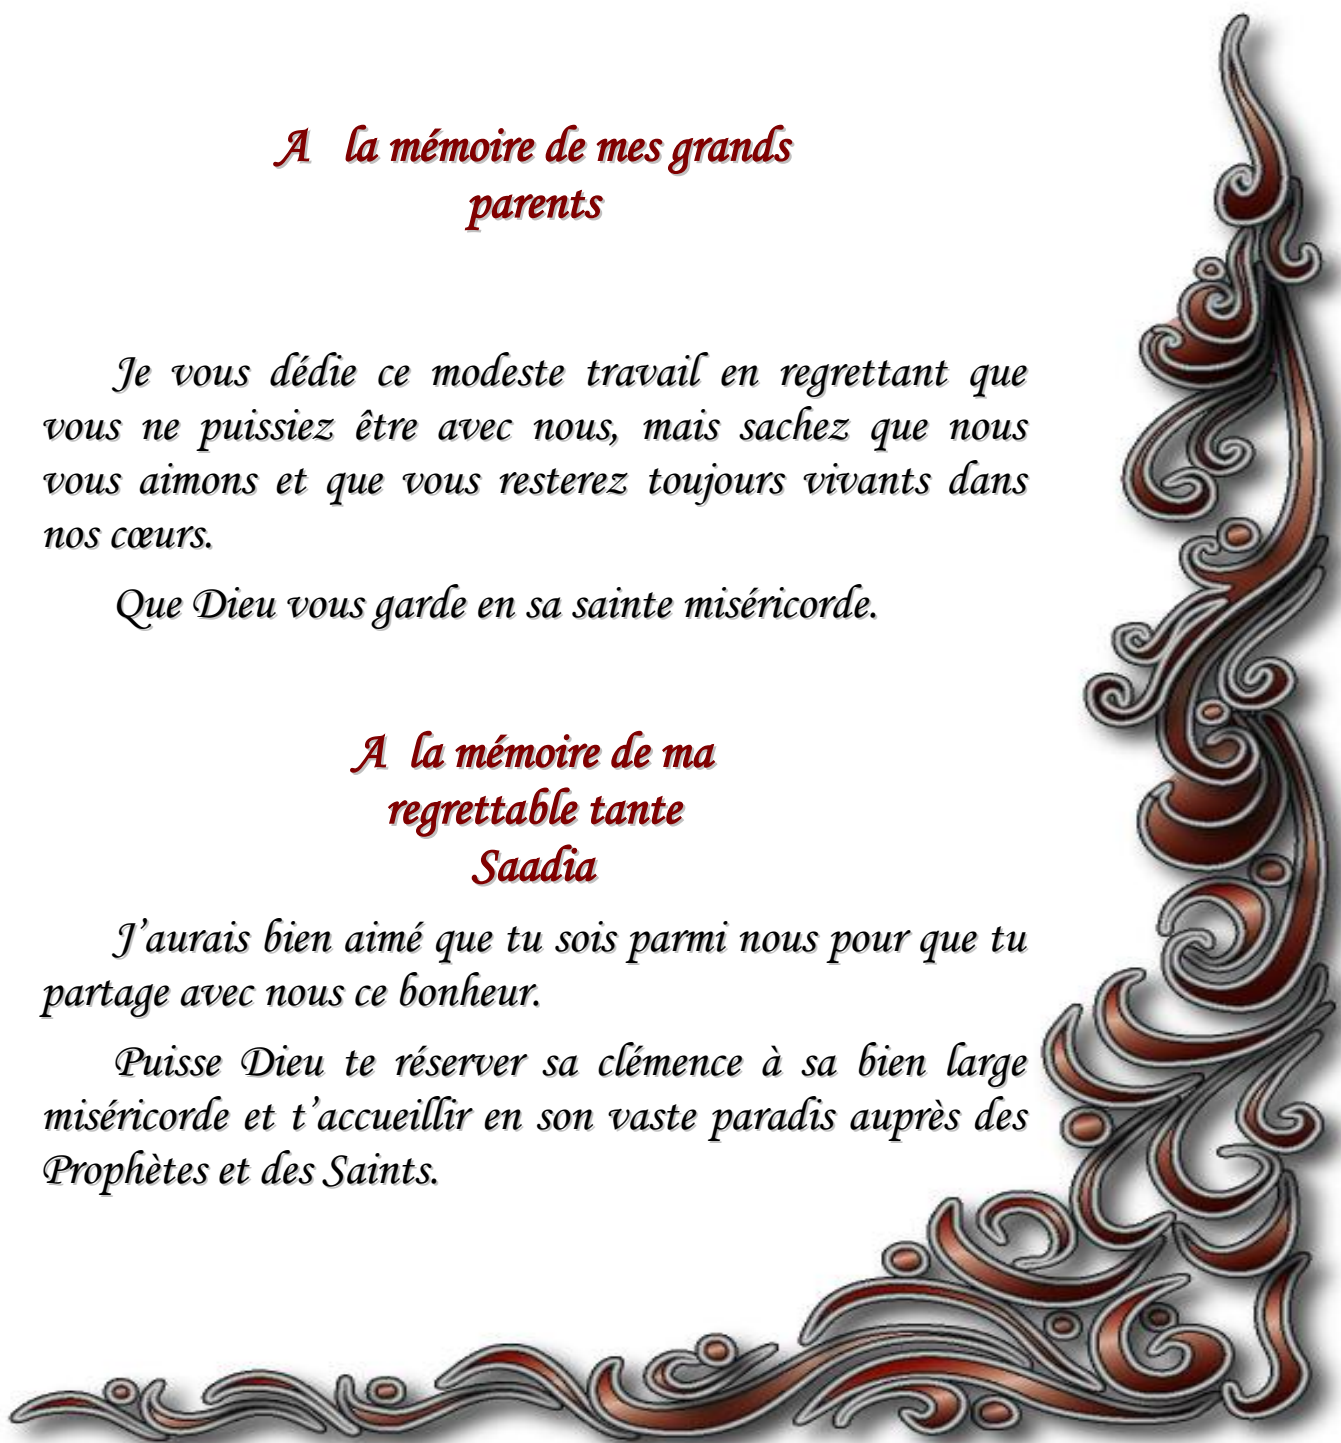 A la mémoire de mes grands
parents
Je vous dédie ce modeste travail en regrettant que
vous ne puissiez être avec nous, mais sachez que nous
vous aimons et que vous resterez toujours vivants dans
nos cœurs.
Que Dieu vous garde en sa sainte miséricorde.
A la mémoire de ma
regrettable tante
Saadia
J’aurais bien aimé que tu sois parmi nous pour que tu
partage avec nous ce bonheur.
Puisse Dieu te réserver sa clémence à sa bien large
miséricorde et t’accueillir en son vaste paradis auprès des
Prophètes et des Saints.